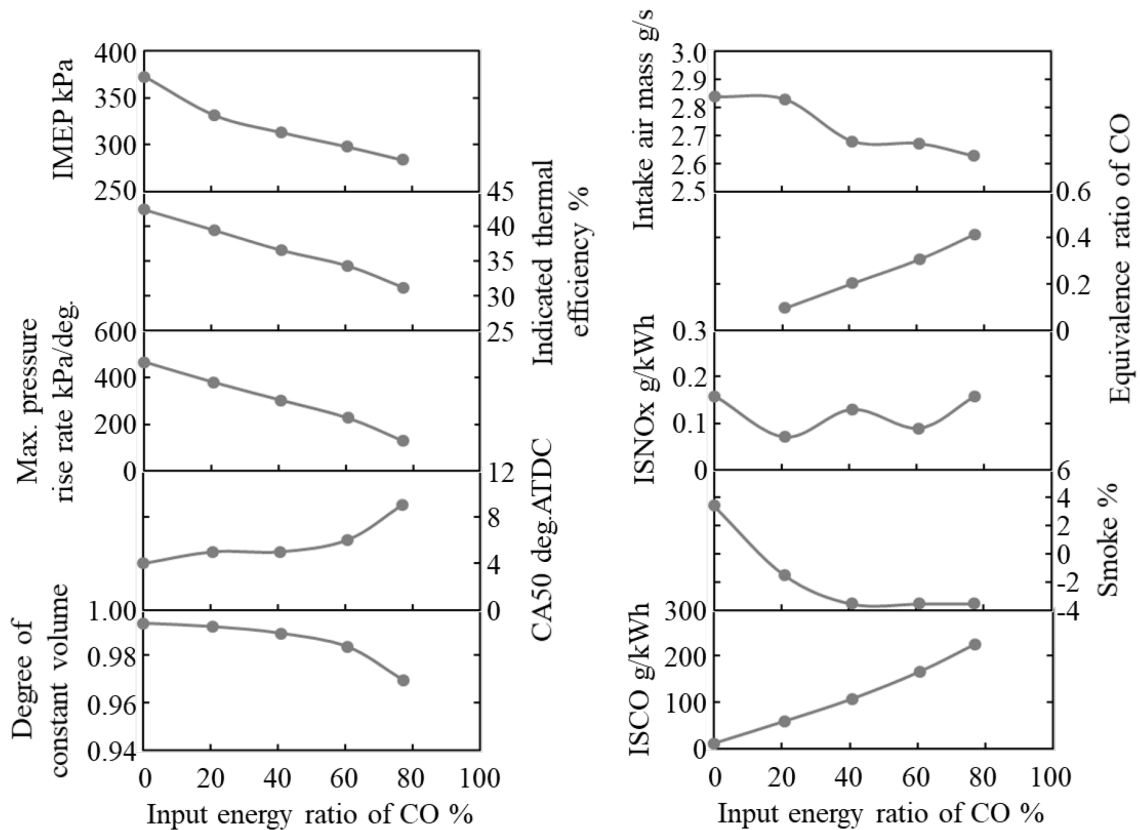 IMEP kPa
400
350
300
250
45
40
35
30
25
Indicated thermal
efficiency %
Max. pressure
rise rate kPa/deg.
600
400
200
0
12
8
4
0
CA50 deg.ATDC
Degree of
constant volume
1.00
0.98
0.96
0.94
0 20 40 60 80 100
Input energy ratio of CO %
Intake air mass g/s
3.0
2.9
2.8
2.7
2.6
2.5
0.6
0.4
0.2
0
Equivalence ratio of CO
ISNOx g/kWh
0.3
0.2
0.1
0
6
4
2
0
-2
-4
Smoke %
ISCO g/kWh
300
200
100
0
0 20 40 60 80 100
Input energy ratio of CO %